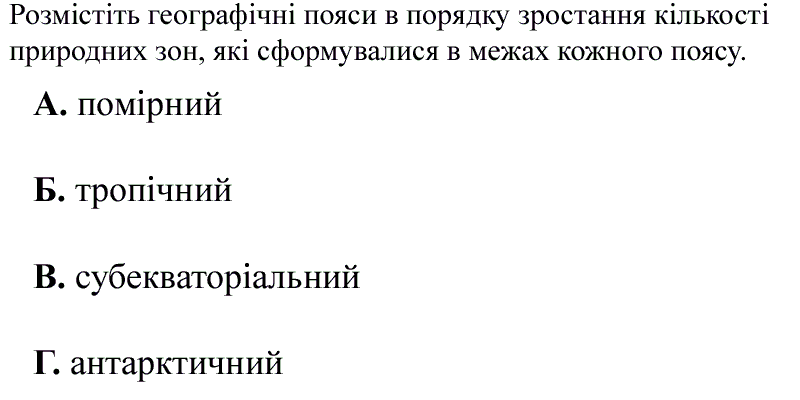 Розмістіть географічні пояси в порядку зростання кількості
природних зон, які сформувалися в межах кожного поясу.
А. помірний
Б. тропічний
В. субекваторіальний
Г. антарктичний